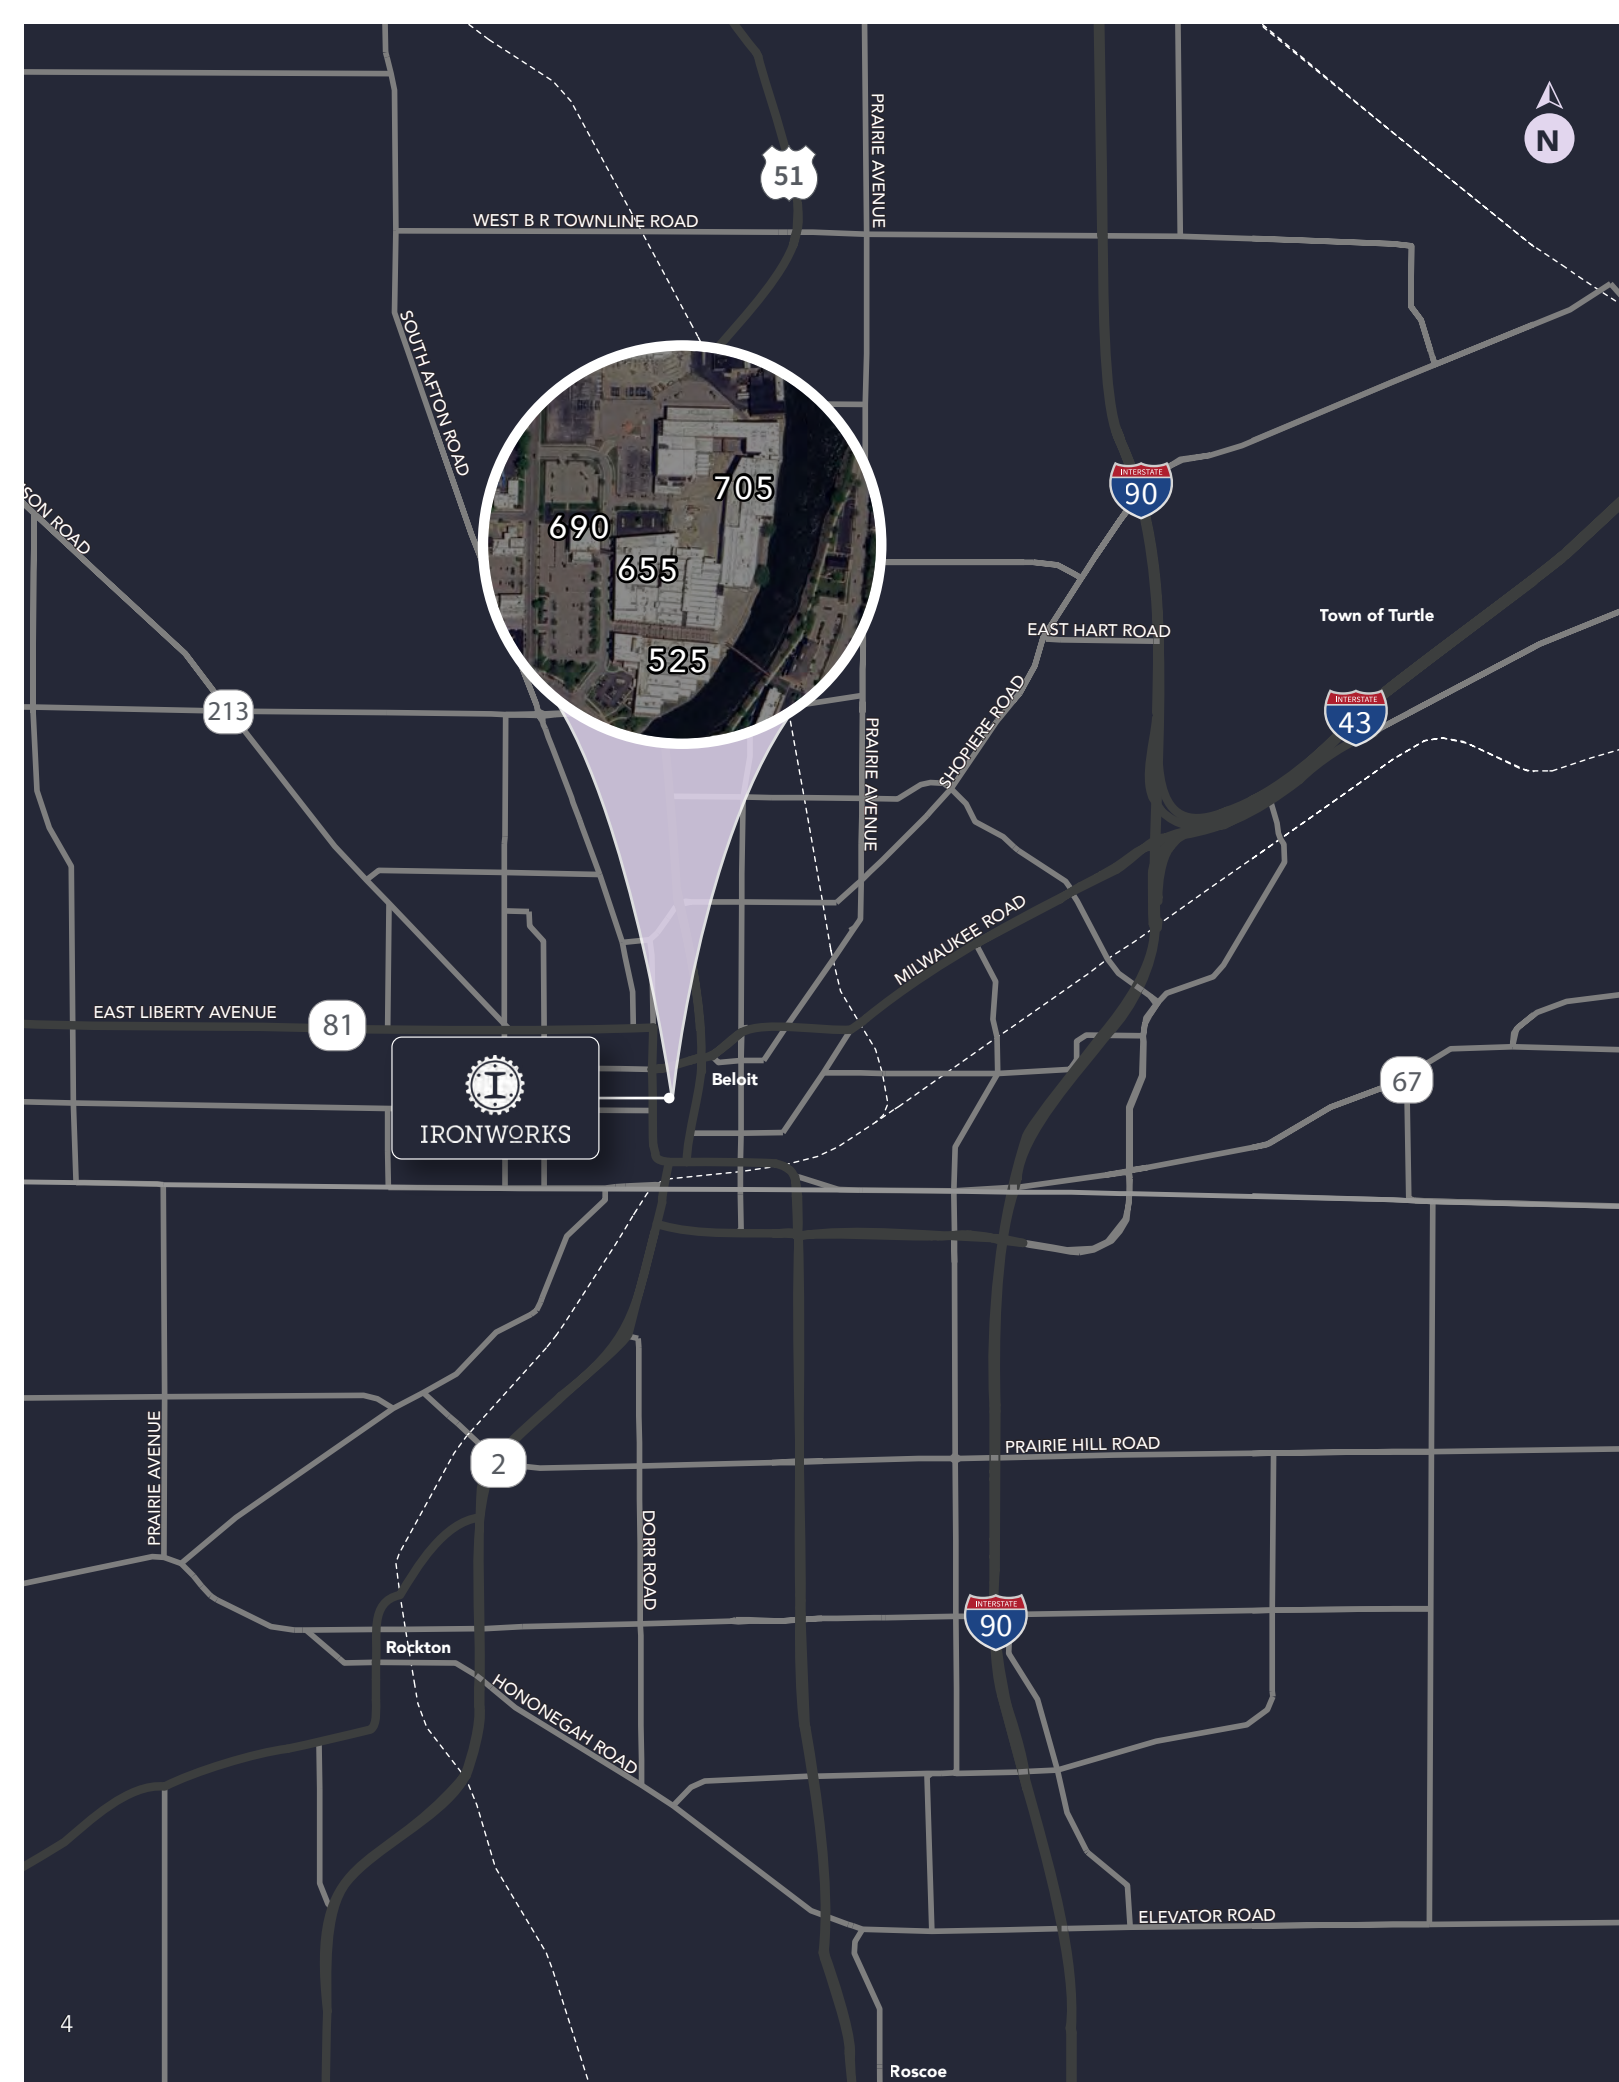 PRAIRIE AVENUE
N
51
WEST B R TOWNLINE ROAD
SOUTH AFTON ROAD
INTERSTATE
90
705
690
655
525
SON ROAD
EAST HART ROAD
Town of Turtle
INTERSTATE
43
213
SHOPIERE ROAD
PRAIRIE AVENUE
MILWAUKEE ROAD
EAST LIBERTY AVENUE
81
I
IRONWORKS
Beloit
67
PRAIRIE AVENUE
2
PRAIRIE HILL ROAD
DORR ROAD
INTERSTATE
90
Rockton
HONONEGAH ROAD
ELEVATOR ROAD
4
Roscoe